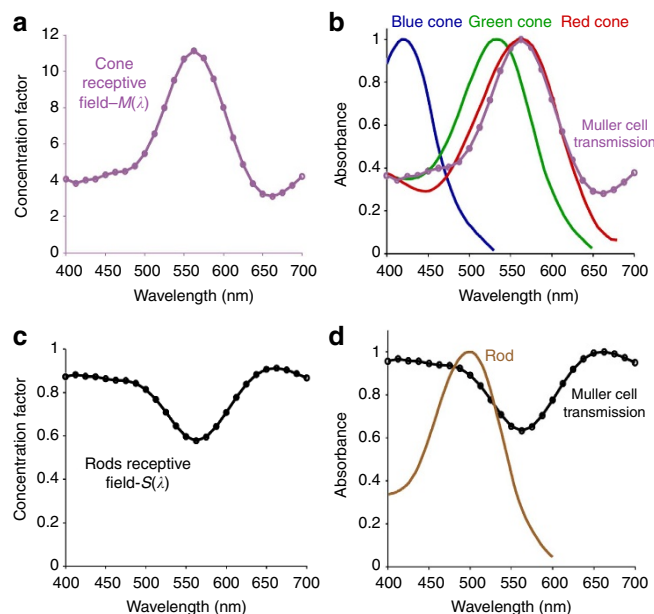 a
12
10
8
6
4
2
0
Concentration factor
Cone
receptive
field–M(λ)
400 450 500 550 600 650 700
Wavelength (nm)
b
Blue cone Green cone Red cone
1
0.8
0.6
0.4
0.2
0
Absorbance
Muller cell
transmission
400 450 500 550 600 650 700
Wavelength (nm)
c
1
0.8
0.6
0.4
0.2
0
Concentration factor
Rods receptive
field-S(λ)
400 450 500 550 600 650 700
Wavelength (nm)
d
1
0.8
0.6
0.4
0.2
0
Absorbance
Rod
Muller cell
transmission
400 450 500 550 600 650 700
Wavelength (nm)